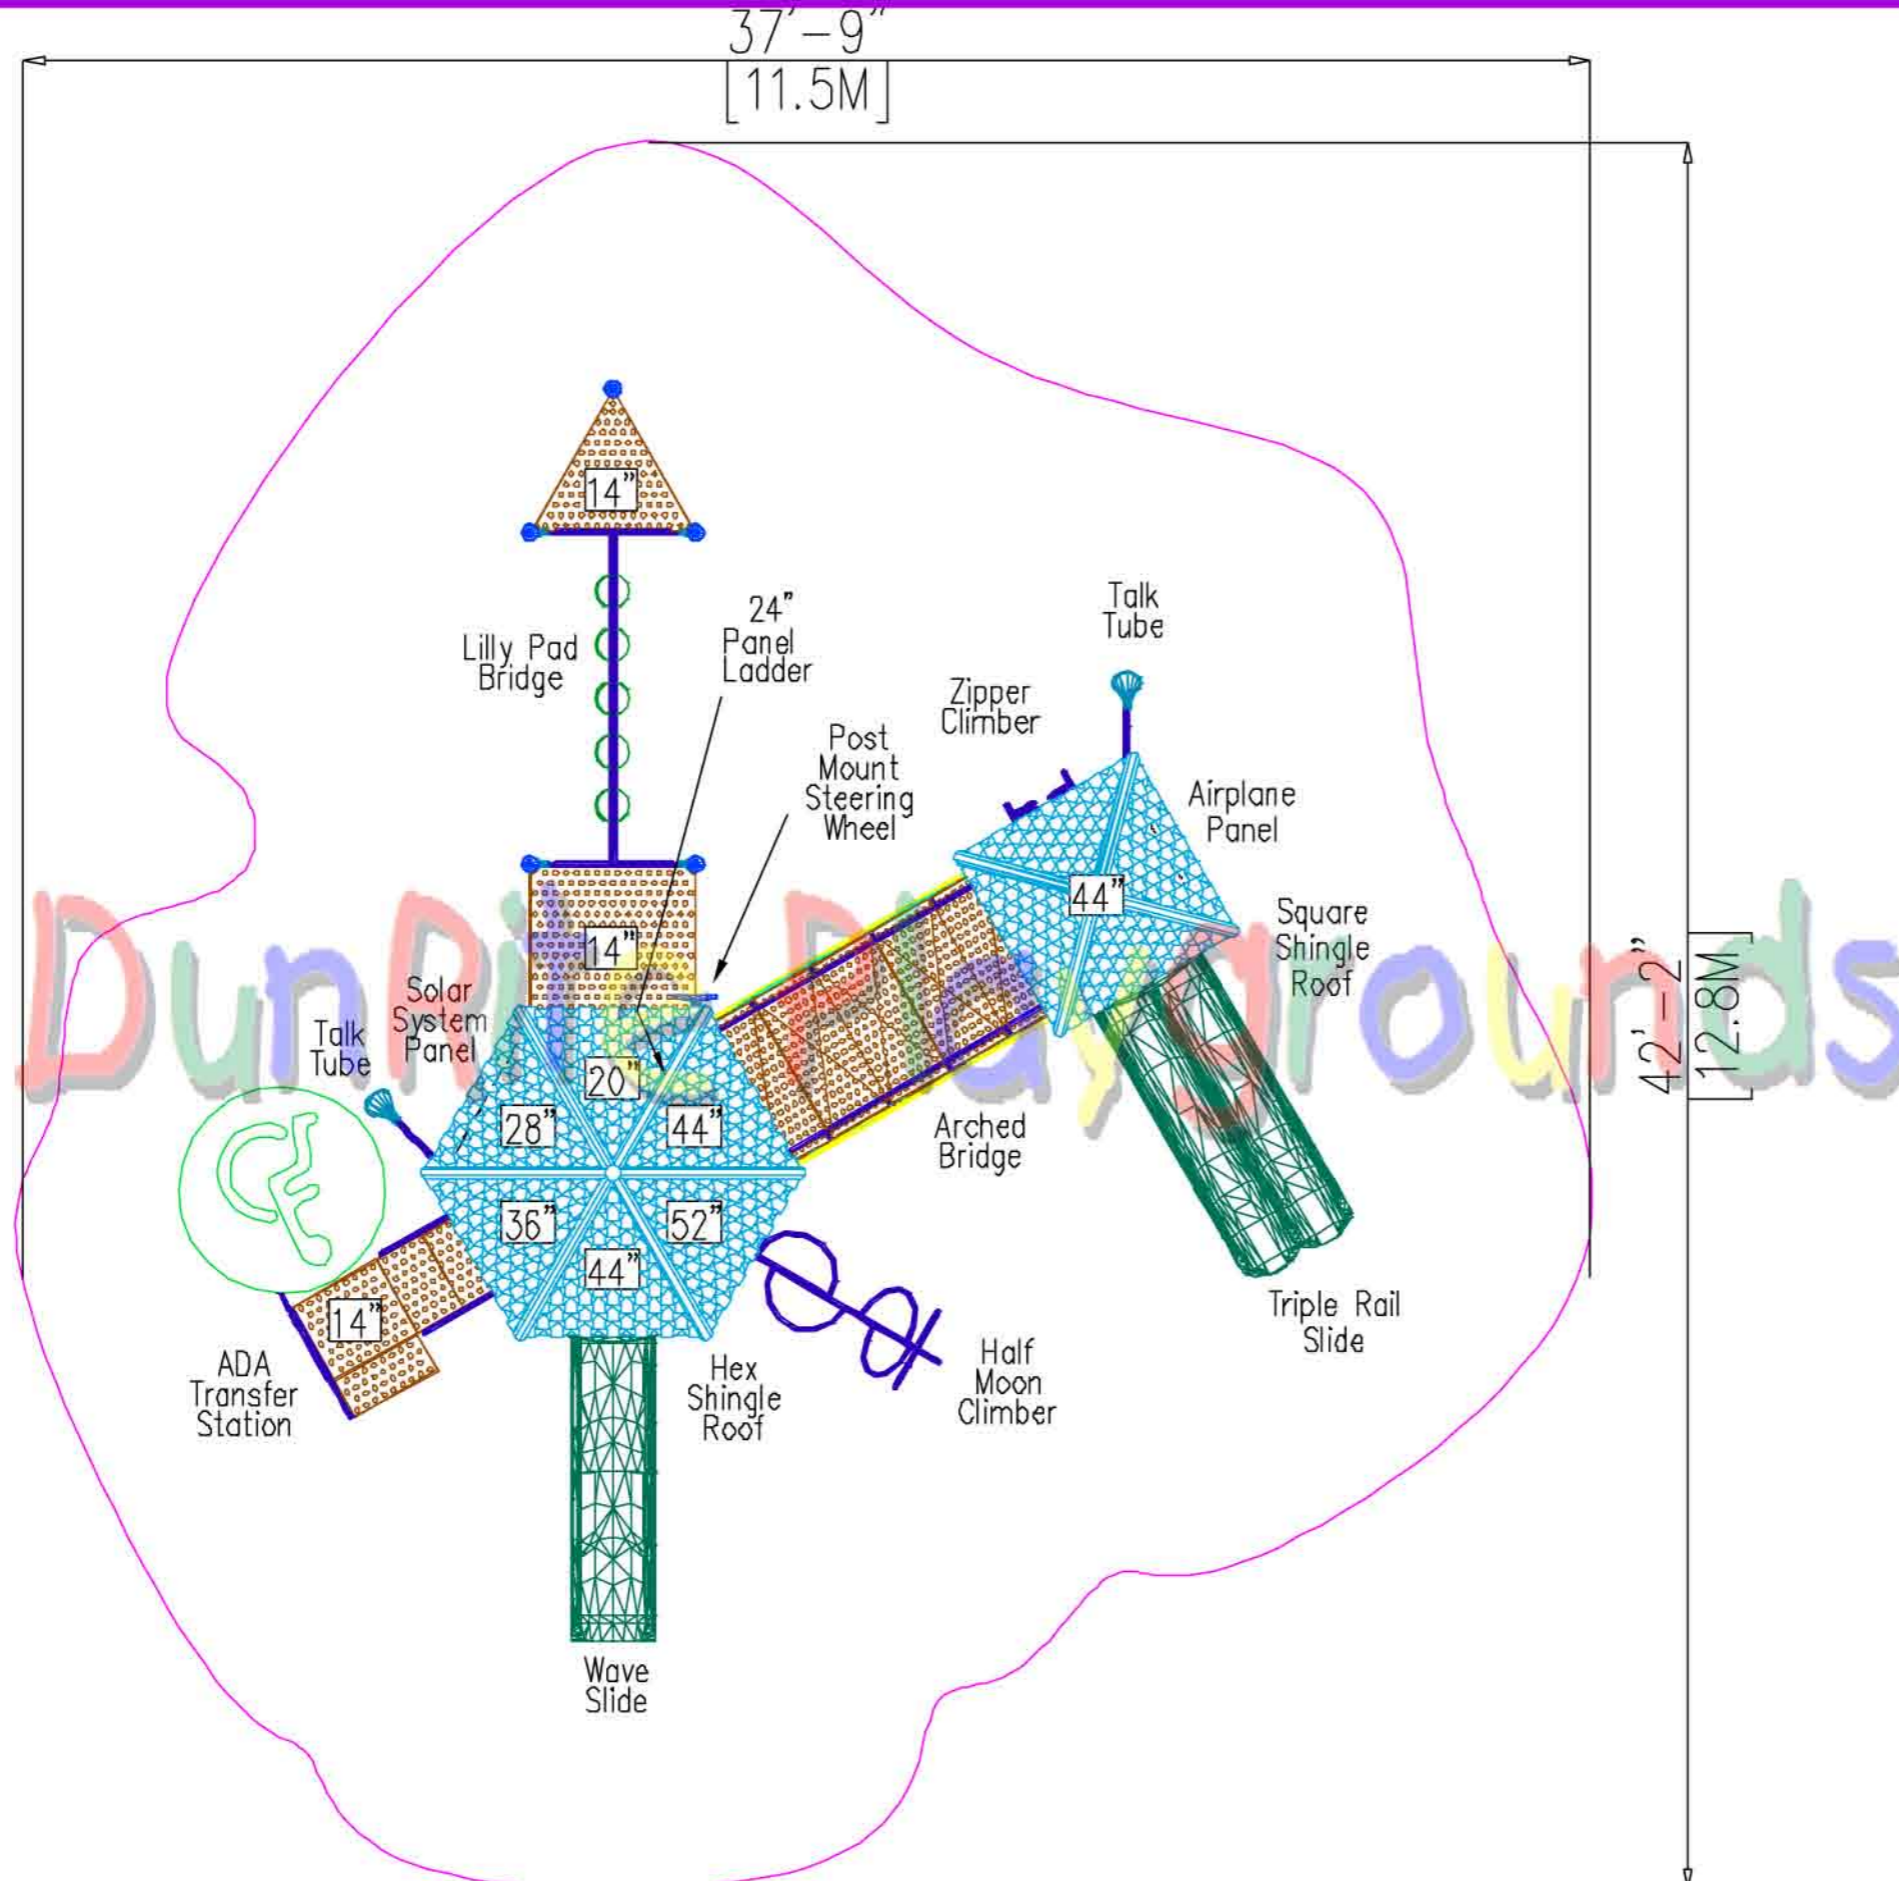 37'-9"
[11.5M]
14"
24"
Panel
Ladder
Talk
Tube
Lilly Pad
Bridge
Zipper
Climber
Post
Mount
Steering
Wheel
Airplane
Panel
44"
Square
Shingle
Roof
14"
DunRite Playgrounds
42'-2"
[12.8M]
Solar
System
Panel
Talk
Tube
20"
28"
44"
Arched
Bridge
36"
52"
44"
14"
Triple Rail
Slide
ADA
Transfer
Station
Hex
Shingle
Roof
Half
Moon
Climber
Wave
Slide